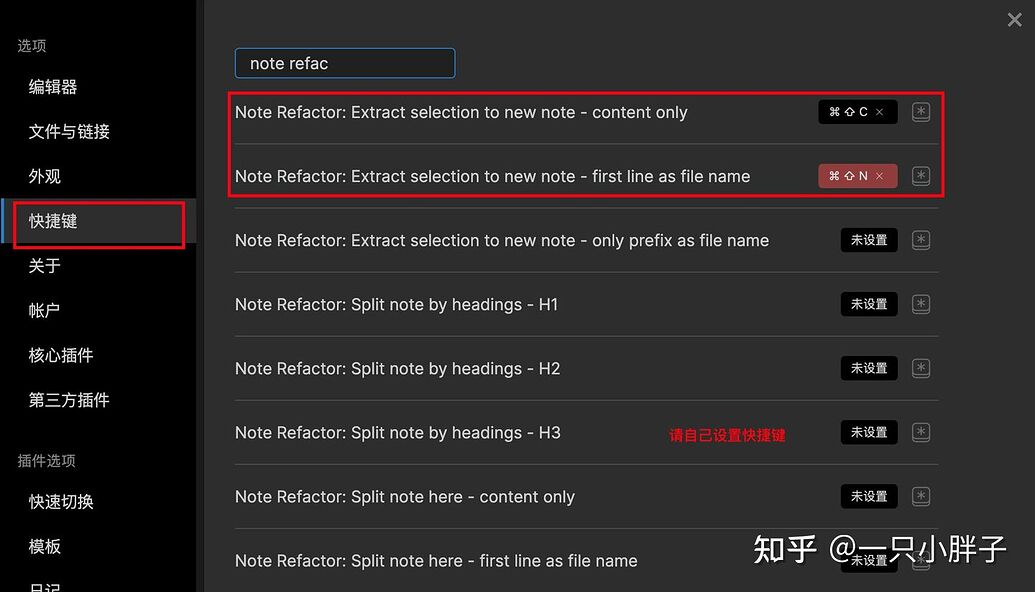 选项
编辑器
文件与链接
外观
快捷键
关于
帐户
核心插件
第三方插件
插件选项
快速切换
模板
日记
note refac
Note Refactor: Extract selection to new note - content only ⌘ ⇧ C ×
Note Refactor: Extract selection to new note - first line as file name ⌘ ⇧ N ×
Note Refactor: Extract selection to new note - only prefix as file name 未设置
Note Refactor: Split note by headings - H1 未设置
Note Refactor: Split note by headings - H2 未设置
Note Refactor: Split note by headings - H3 请自己设置快捷键 未设置
Note Refactor: Split note here - content only 未设置
Note Refactor: Split note here - first line as file name 未设置
知乎 @一只小胖子